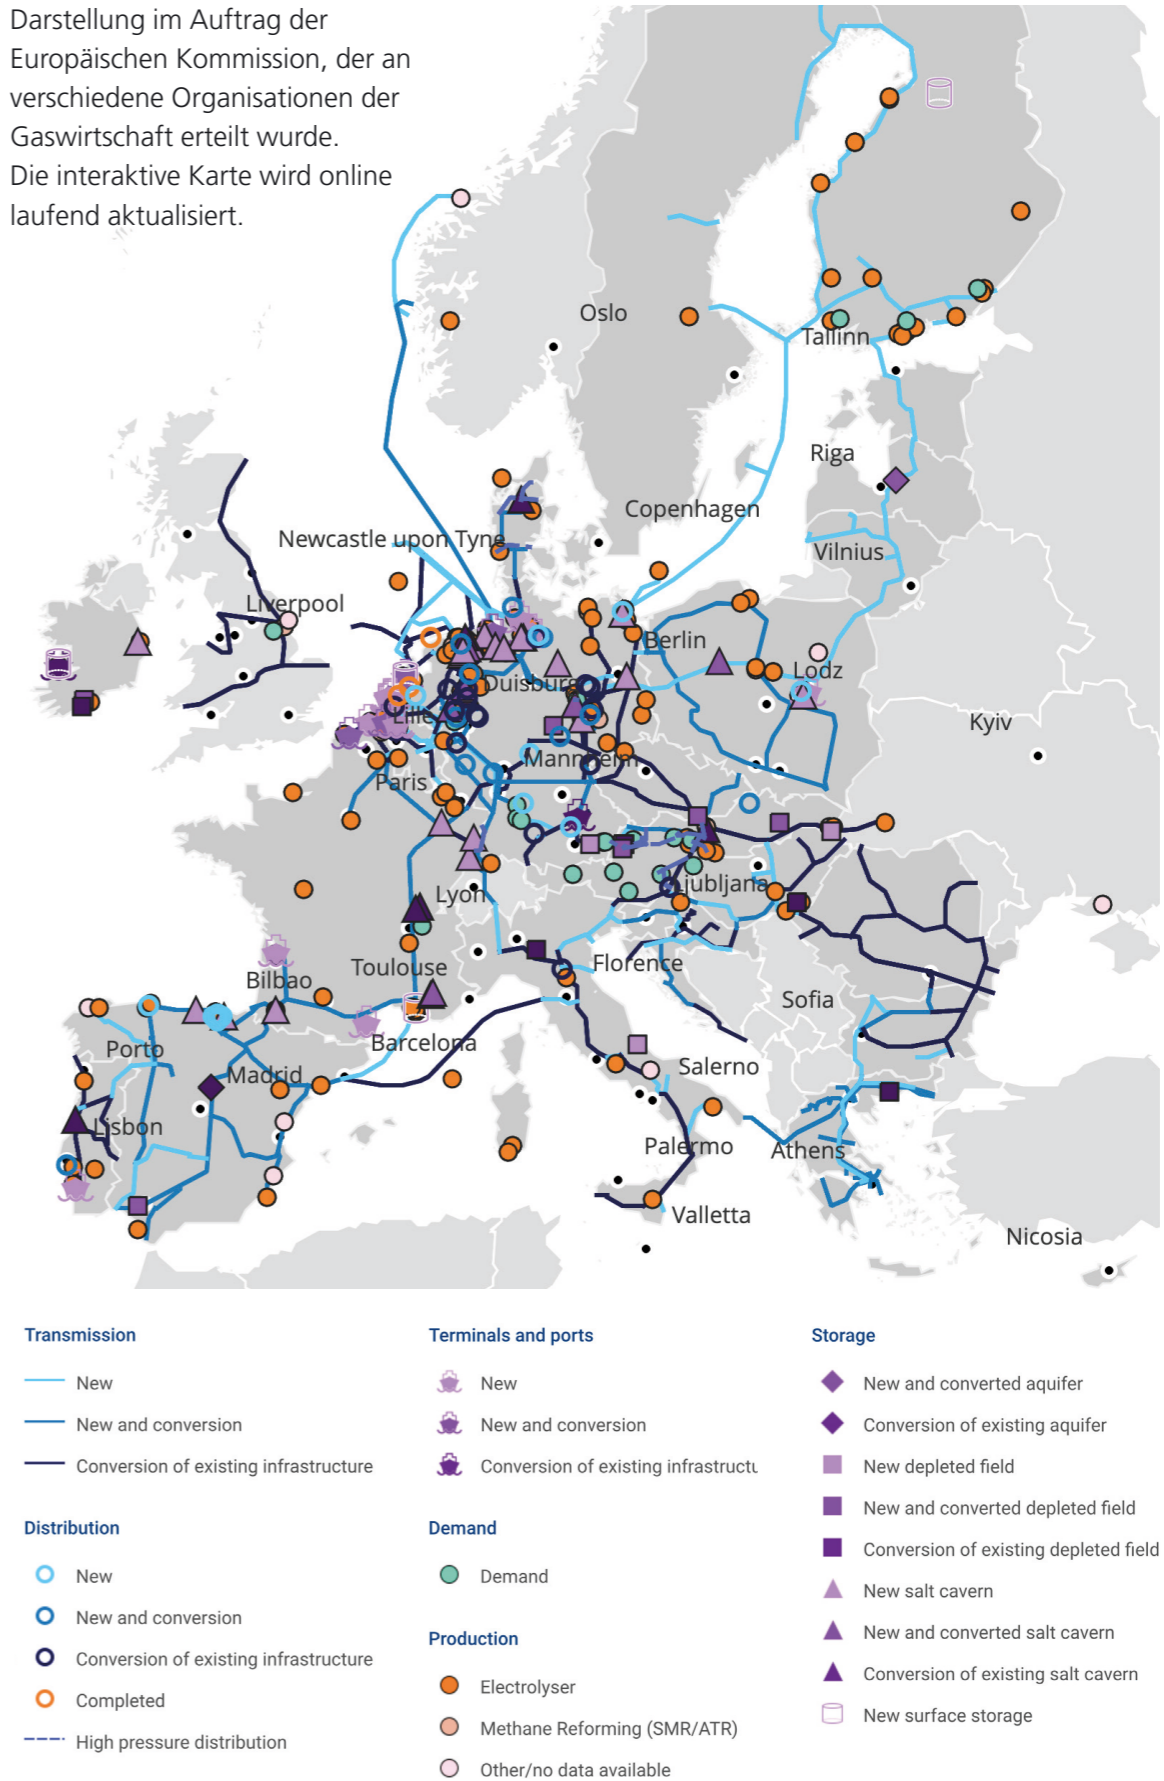 Darstellung im Auftrag der
Europäischen Kommission, der an
verschiedene Organisationen der
Gaswirtschaft erteilt wurde.
Die interaktive Karte wird online
laufend aktualisiert.
Oslo
Tallinn
Riga
Copenhagen
Newcastle upon Tyne
Vilnius
Liverpool
Berlin
Lodz
Duisburg
Lille
Kyiv
Mannheim
Paris
Ljubljana
Lyon
Florence
Toulouse
Bilbao
Sofia
Barcelona
Porto
Salerno
Madrid
Lisbon
Palermo
Athens
Valletta
Nicosia
Transmission
New
New and conversion
Conversion of existing infrastructure
Distribution
New
New and conversion
Conversion of existing infrastructure
Completed
High pressure distribution
Terminals and ports
New
New and conversion
Conversion of existing infrastructu
Demand
Demand
Production
Electrolyser
Methane Reforming (SMR/ATR)
Other/no data available
Storage
New and converted aquifer
Conversion of existing aquifer
New depleted field
New and converted depleted field
Conversion of existing depleted field
New salt cavern
New and converted salt cavern
Conversion of existing salt cavern
New surface storage